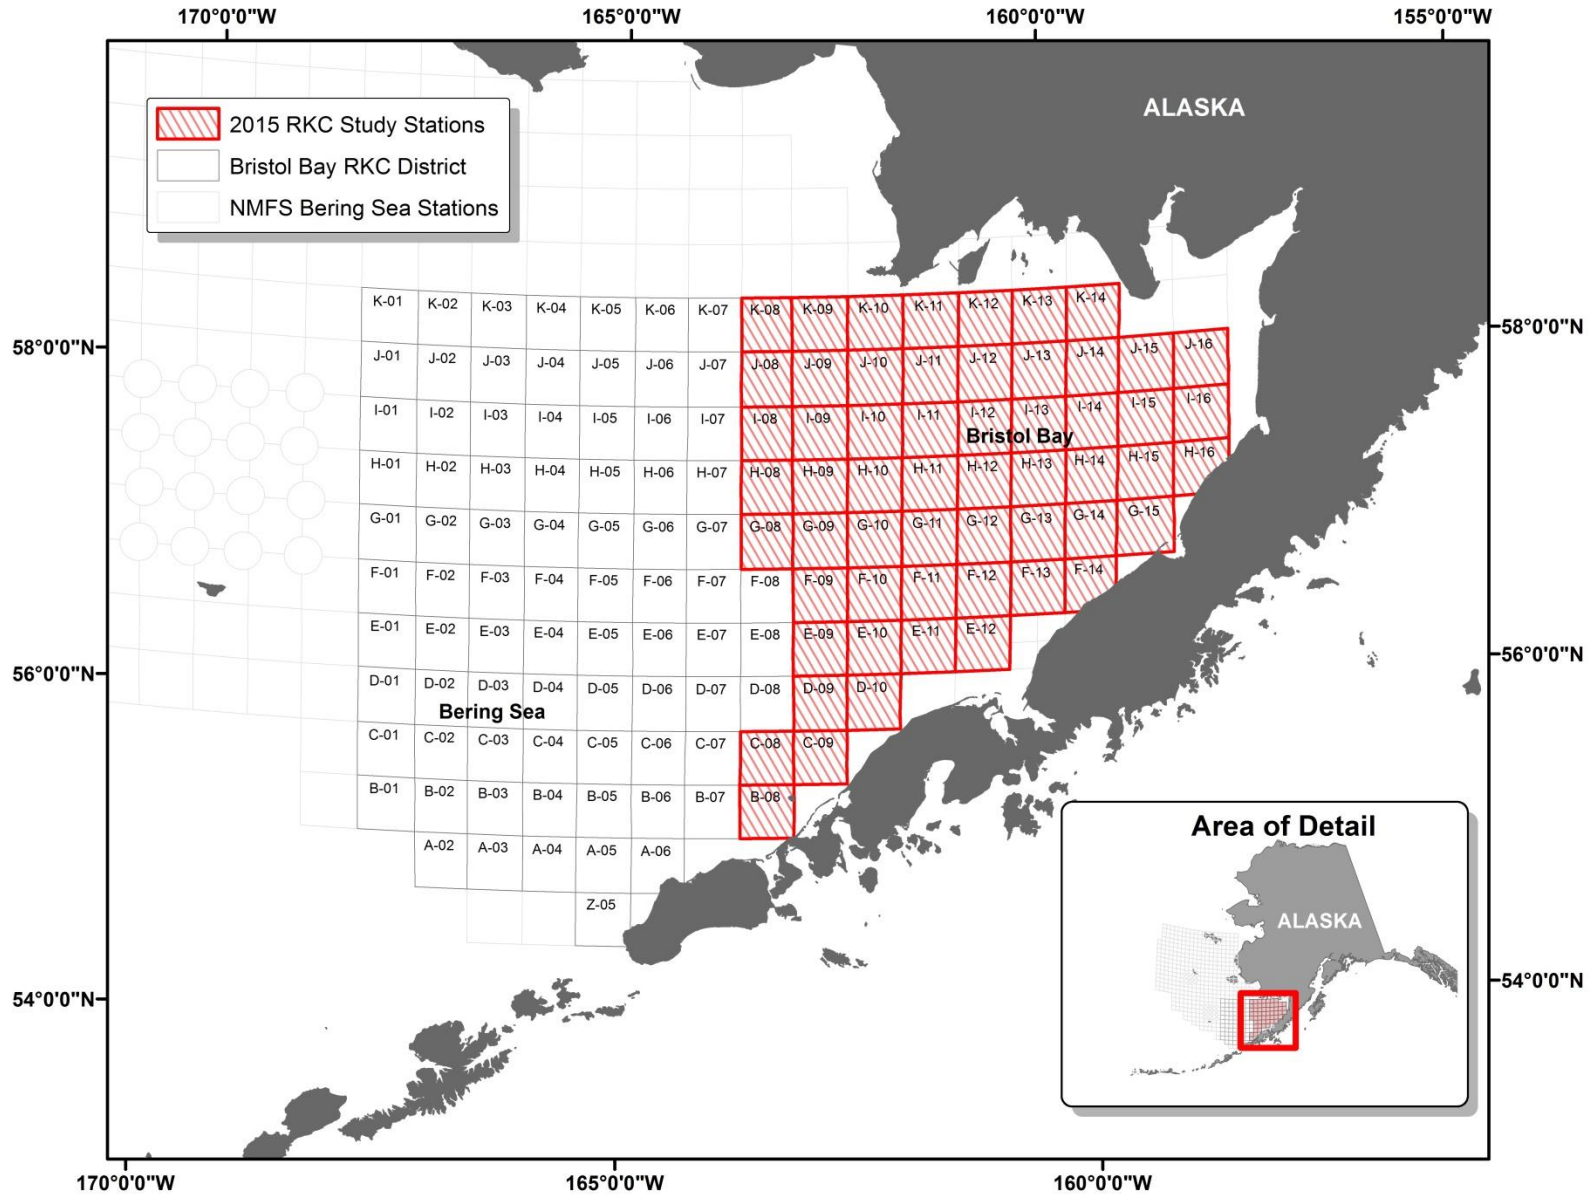 170°0'0"W 165°0'0"W 160°0'0"W 155°0'0"W
ALASKA
2015 RKC Study Stations
Bristol Bay RKC District
NMFS Bering Sea Stations
K-01 K-02 K-03 K-04 K-05 K-06 K-07 K-08 K-09 K-10 K-11 K-12 K-13 K-14
58°0'0"N 58°0'0"N
J-01 J-02 J-03 J-04 J-05 J-06 J-07 J-08 J-09 J-10 J-11 J-12 J-13 J-14 J-15 J-16
I-01 I-02 I-03 I-04 I-05 I-06 I-07 I-08 I-09 I-10 I-11 I-12 I-13 I-14 I-15 I-16
Bristol Bay
H-01 H-02 H-03 H-04 H-05 H-06 H-07 H-08 H-09 H-10 H-11 H-12 H-13 H-14 H-15 H-16
G-01 G-02 G-03 G-04 G-05 G-06 G-07 G-08 G-09 G-10 G-11 G-12 G-13 G-14 G-15
F-01 F-02 F-03 F-04 F-05 F-06 F-07 F-08 F-09 F-10 F-11 F-12 F-13 F-14
E-01 E-02 E-03 E-04 E-05 E-06 E-07 E-08 E-09 E-10 E-11 E-12
56°0'0"N 56°0'0"N
D-01 D-02 D-03 D-04 D-05 D-06 D-07 D-08 D-09 D-10
Bering Sea
C-01 C-02 C-03 C-04 C-05 C-06 C-07 C-08 C-09
B-01 B-02 B-03 B-04 B-05 B-06 B-07 B-08
A-02 A-03 A-04 A-05 A-06
Z-05
Area of Detail
ALASKA
54°0'0"N 54°0'0"N
170°0'0"W 165°0'0"W 160°0'0"W